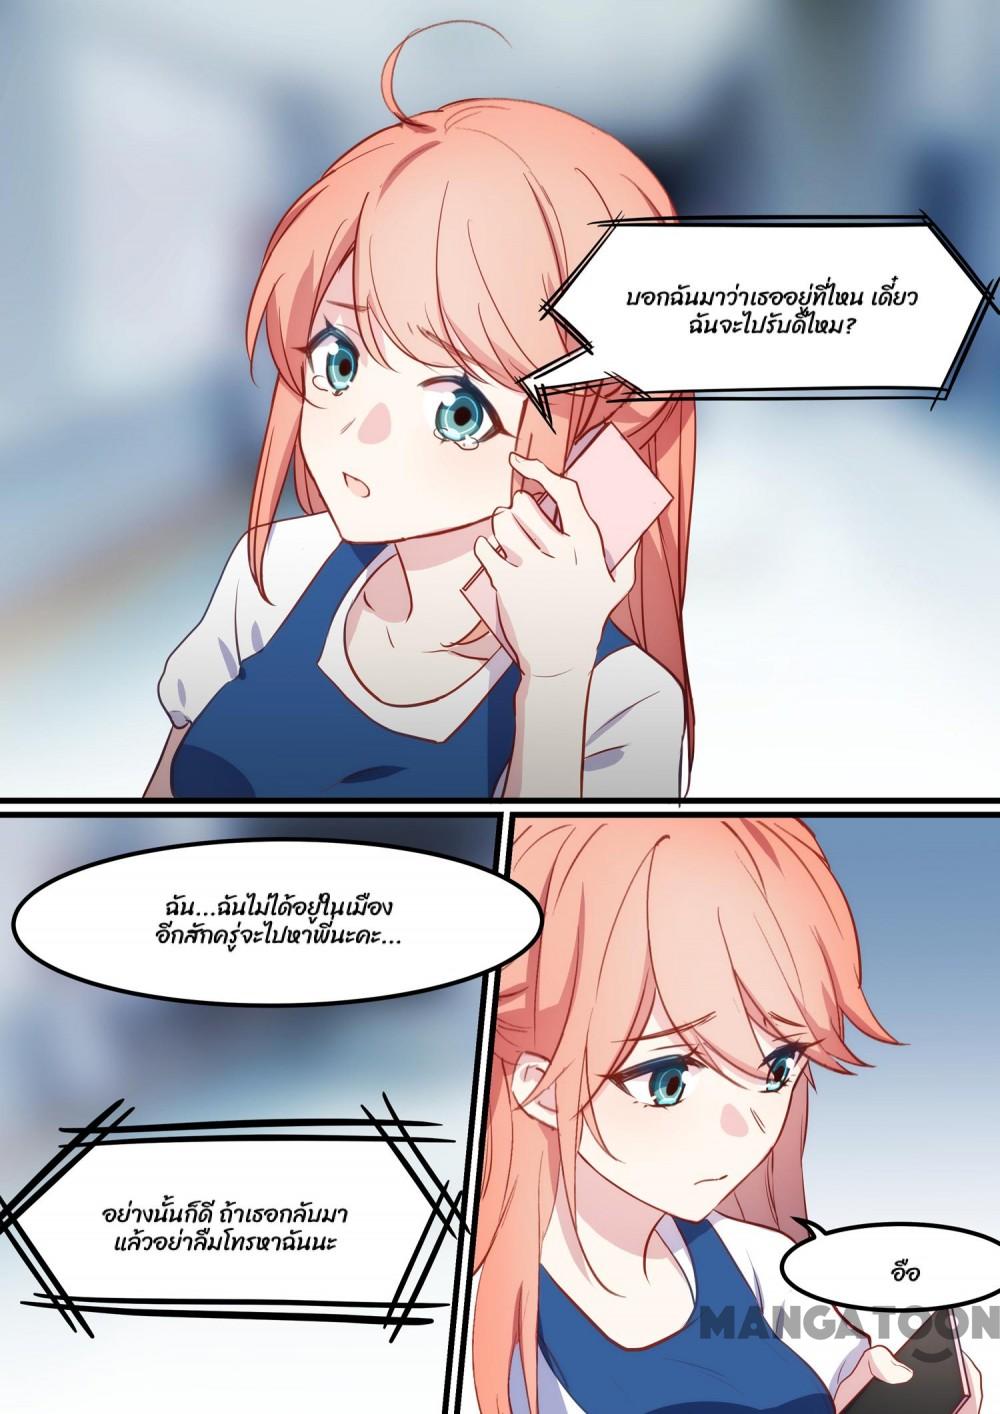 บอกฉันมาว่าเธออยู่ที่ไหน เดี๋ยว
ฉันจะไปรับดีไหม?
ฉัน...ฉันไม่ได้อยู่ในเมือง
อีกสักครู่จะไปหาพี่นะคะ...
อย่างนั้นก็ดี ถ้าเธอกลับมา
แล้วอย่าลืมโทรหาฉันนะ
อือ
MANGATOON